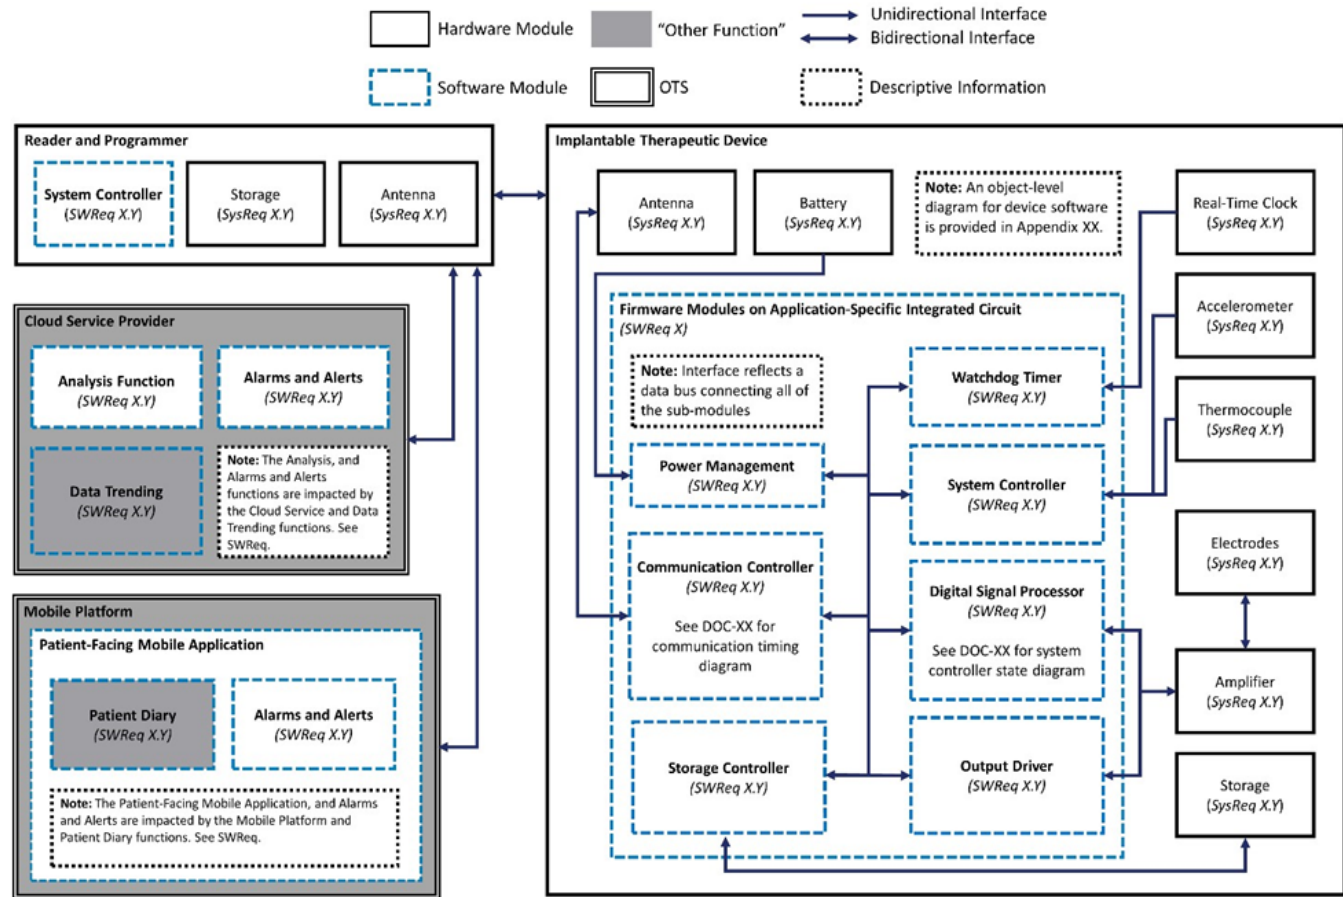 Hardware Module
"Other Function"
Unidirectional Interface
Bidirectional Interface
Software Module
OTS
Descriptive Information
Reader and Programmer
System Controller
(SWReq X.Y)
Storage
(SysReq X.Y)
Antenna
(SysReq X.Y)
Cloud Service Provider
Analysis Function
(SWReq X.Y)
Alarms and Alerts
(SWReq X.Y)
Data Trending
(SWReq X.Y)
Note: The Analysis, and
Alarms and Alerts
functions are impacted by
the Cloud Service and Data
Trending functions. See
SWReq.
Mobile Platform
Patient-Facing Mobile Application
Patient Diary
(SWReq X.Y)
Alarms and Alerts
(SWReq X.Y)
Note: The Patient-Facing Mobile Application, and Alarms
and Alerts are impacted by the Mobile Platform and
Patient Diary functions. See SWReq.
Implantable Therapeutic Device
Antenna
(SysReq X.Y)
Battery
(SysReq X.Y)
Note: An object-level
diagram for device software
is provided in Appendix XX.
Real-Time Clock
(SysReq X.Y)
Accelerometer
(SysReq X.Y)
Thermocouple
(SysReq X.Y)
Electrodes
(SysReq X.Y)
Amplifier
(SysReq X.Y)
Storage
(SysReq X.Y)
Firmware Modules on Application-Specific Integrated Circuit
(SWReq X)
Note: Interface reflects a
data bus connecting all of
the sub-modules
Watchdog Timer
(SWReq X.Y)
Power Management
(SWReq X.Y)
System Controller
(SWReq X.Y)
Communication Controller
(SWReq X.Y)
See DOC-XX for
communication timing
diagram
Digital Signal Processor
(SWReq X.Y)
See DOC-XX for system
controller state diagram
Storage Controller
(SWReq X.Y)
Output Driver
(SWReq X.Y)